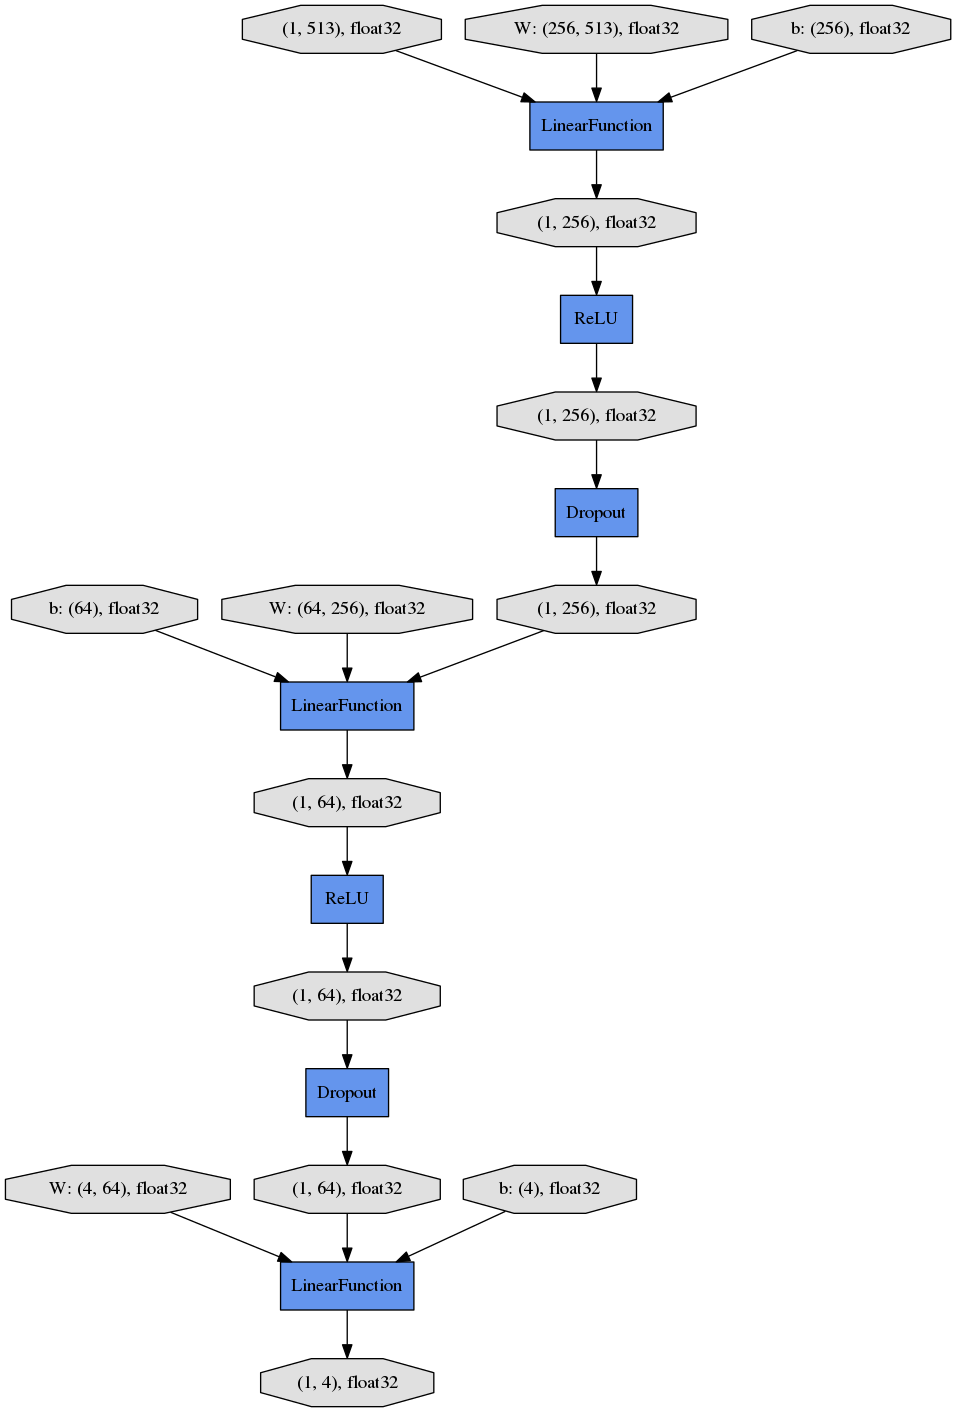 (1, 513), float32
W: (256, 513), float32
b: (256), float32
LinearFunction
(1, 256), float32
ReLU
(1, 256), float32
Dropout
b: (64), float32
W: (64, 256), float32
(1, 256), float32
LinearFunction
(1, 64), float32
ReLU
(1, 64), float32
Dropout
W: (4, 64), float32
(1, 64), float32
b: (4), float32
LinearFunction
(1, 4), float32